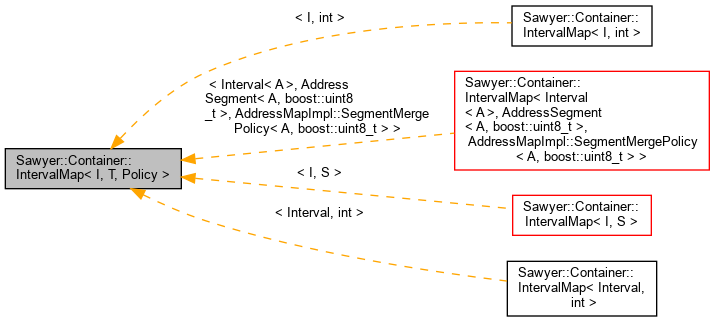 < I, int >
Sawyer::Container::
IntervalMap< I, int >
< Interval< A >, Address
Segment< A, boost::uint8
_t >, AddressMapImpl::SegmentMerge
Policy< A, boost::uint8_t > >
Sawyer::Container::
IntervalMap< Interval
< A >, AddressSegment
< A, boost::uint8_t >,
AddressMapImpl::SegmentMergePolicy
< A, boost::uint8_t > >
Sawyer::Container::
IntervalMap< I, T, Policy >
< I, S >
Sawyer::Container::
IntervalMap< I, S >
< Interval, int >
Sawyer::Container::
IntervalMap< Interval,
int >